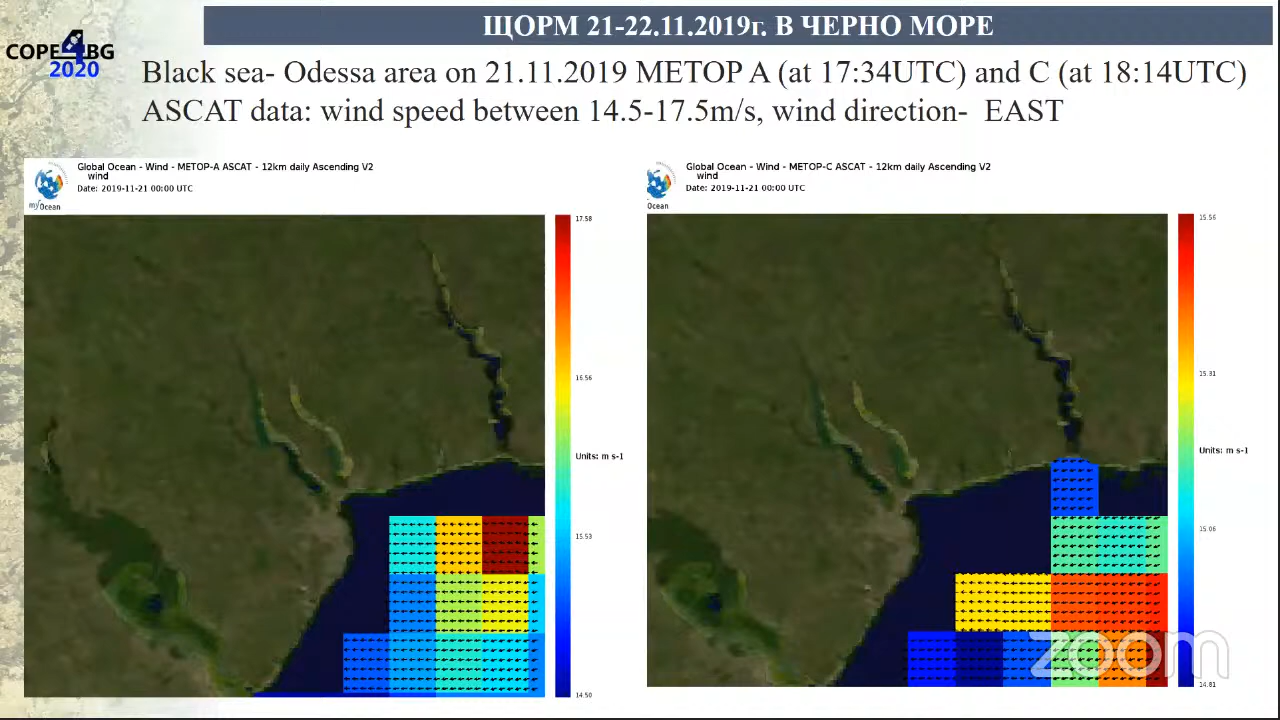 ЩОРМ 21-22.11.2019г. В ЧЕРНО МОРЕ
COPE4BG
2020
Black sea- Odessa area on 21.11.2019 METOP A (at 17:34UTC) and C (at 18:14UTC)
ASCAT data: wind speed between 14.5-17.5m/s, wind direction- EAST
Global Ocean - Wind - METOP-A ASCAT - 12km daily Ascending V2
wind
Date: 2019-11-21 00:00 UTC
myOcean
17.58
16.56
Units: m s-1
15.53
14.50
Global Ocean - Wind - METOP-C ASCAT - 12km daily Ascending V2
wind
Date: 2019-11-21 00:00 UTC
Ocean
15.56
15.31
Units: m s-1
15.06
14.81
zoom